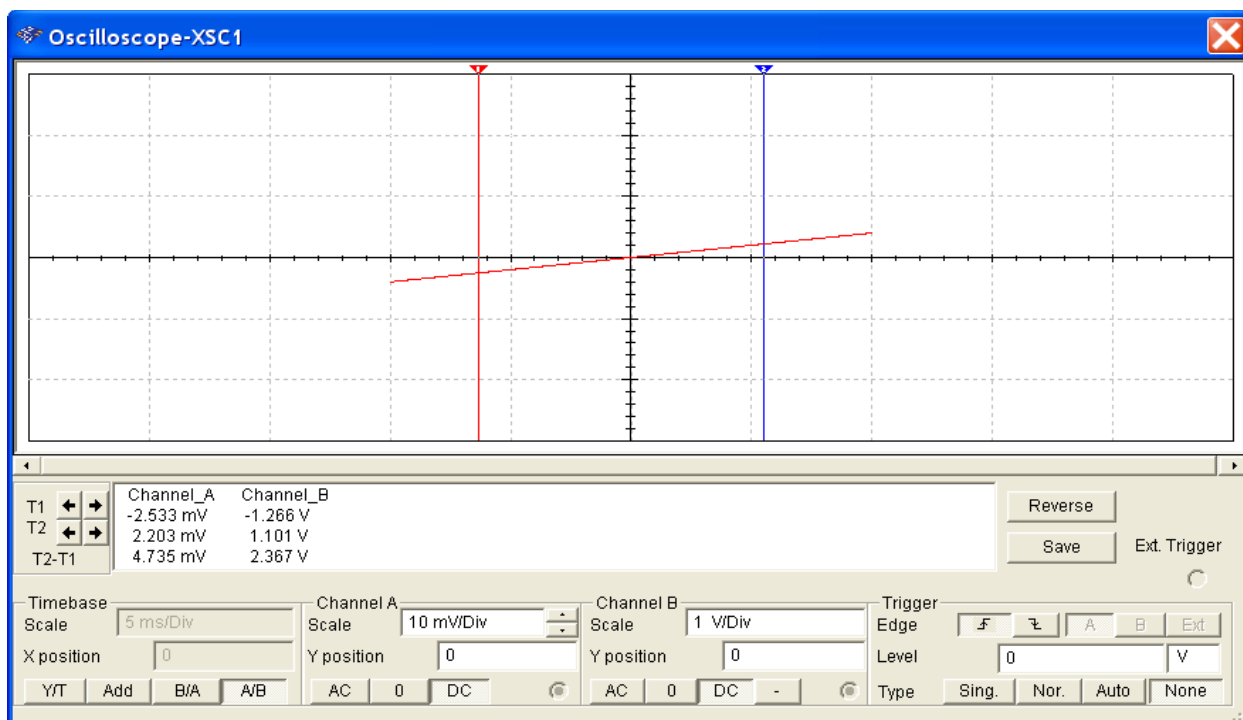 Oscilloscope-XSC1
1 2
T1
T2
T2-T1
Channel_A Channel_B
-2.533 mV -1.266 V
2.203 mV 1.101 V
4.735 mV 2.367 V
Reverse
Save
Ext. Trigger
Timebase
Scale 5 ms/Div
X position 0
Y/T Add B/A A/B
Channel A
Scale 10 mV/Div
Y position 0
AC 0 DC
Channel B
Scale 1 V/Div
Y position 0
AC 0 DC -
Trigger
Edge A B Ext
Level 0 V
Type Sing. Nor. Auto None